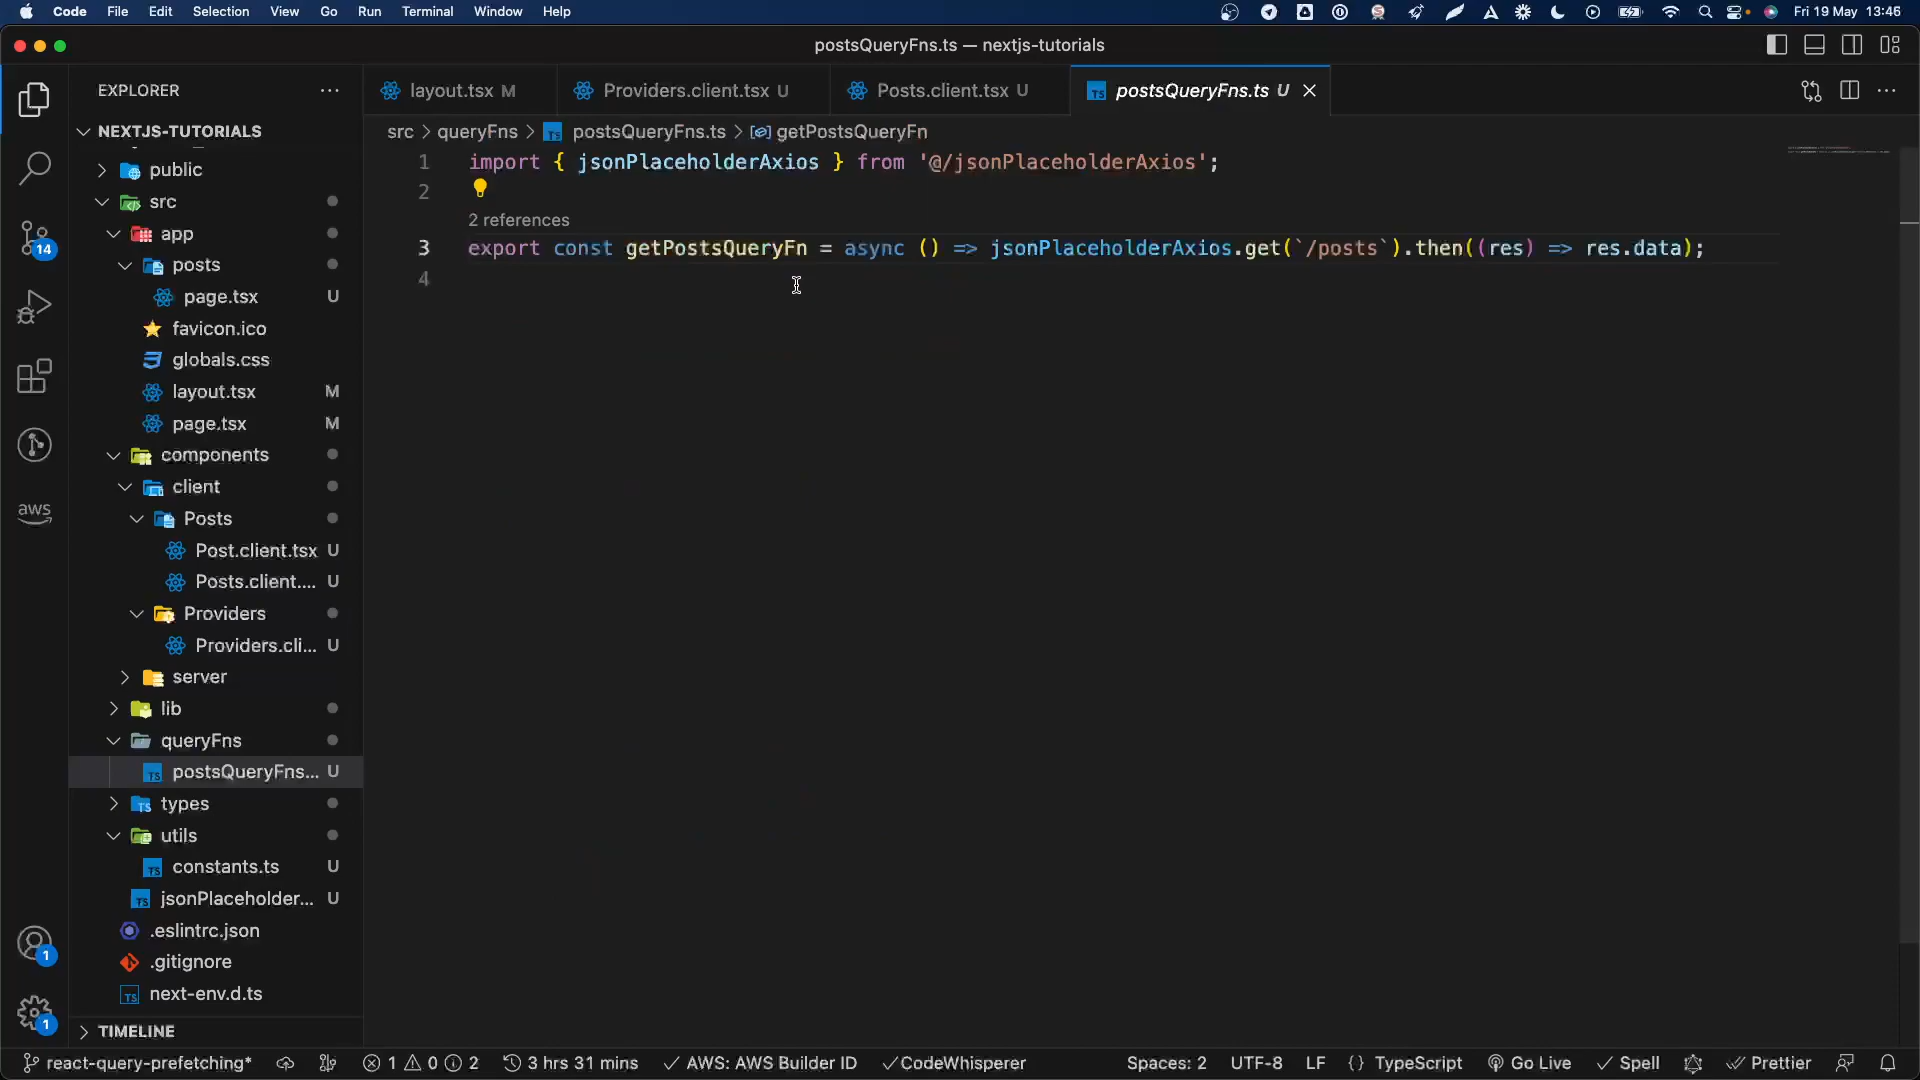 Code File Edit Selection View Go Run Terminal Window Help Fri 19 May 13:46
postsQueryFns.ts — nextjs-tutorials
EXPLORER
layout.tsx M
Providers.client.tsx U
Posts.client.tsx U
postsQueryFns.ts U
NEXTJS-TUTORIALS
src > queryFns > TS postsQueryFns.ts > getPostsQueryFn
1 import { jsonPlaceholderAxios } from '@/jsonPlaceholderAxios';
2
2 references
3 export const getPostsQueryFn = async () => jsonPlaceholderAxios.get(`/posts`).then((res) => res.data);
4
public
src
app
posts
page.tsx U
favicon.ico
globals.css
layout.tsx M
page.tsx M
components
client
Posts
Post.client.tsx U
Posts.client.... U
Providers
Providers.cli... U
server
lib
queryFns
TS postsQueryFns... U
types
utils
TS constants.ts U
TS jsonPlaceholder... U
.eslintrc.json
.gitignore
TS next-env.d.ts
TIMELINE
14
aws
1
1
react-query-prefetching* 1 0 2 3 hrs 31 mins AWS: AWS Builder ID CodeWhisperer Spaces: 2 UTF-8 LF {} TypeScript Go Live Spell Prettier